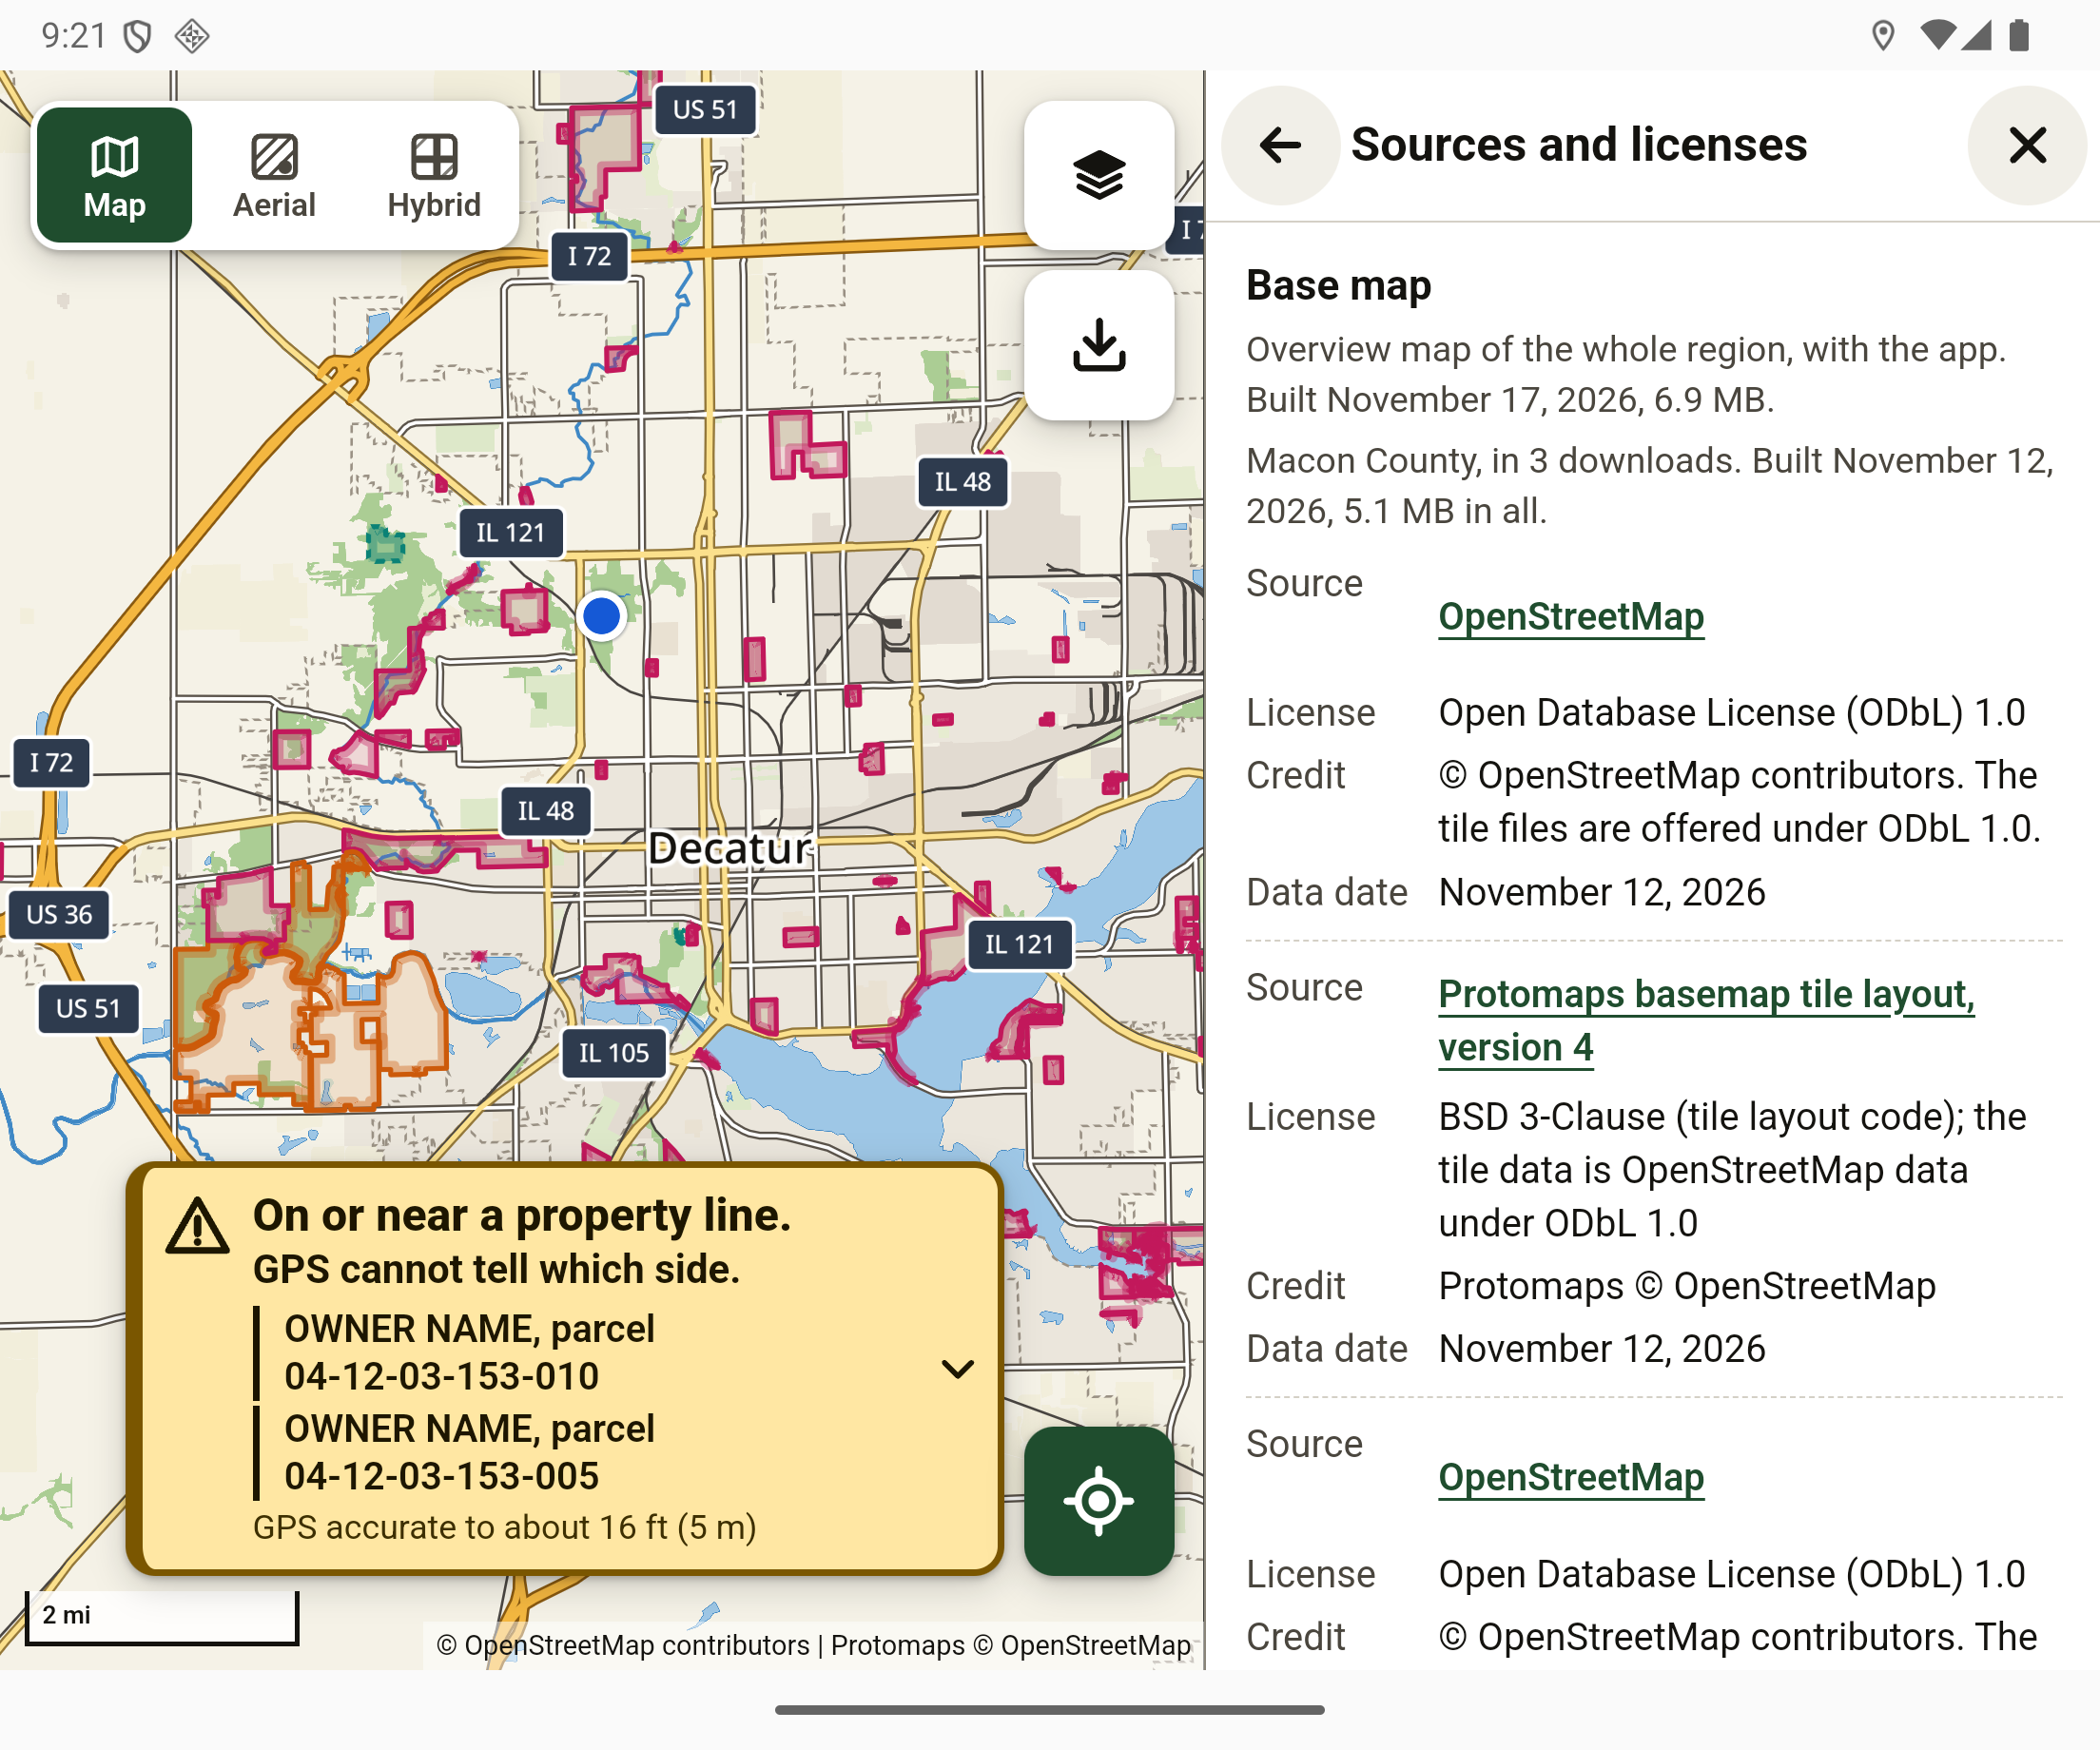 9:21
Map
Aerial
Hybrid
US 51
I 72
I 7
IL 48
IL 121
I 72
IL 48
Decatur
US 36
IL 121
US 51
IL 105
On or near a property line.
GPS cannot tell which side.
OWNER NAME, parcel
04-12-03-153-010
OWNER NAME, parcel
04-12-03-153-005
GPS accurate to about 16 ft (5 m)
2 mi
© OpenStreetMap contributors | Protomaps © OpenStreetMap
Sources and licenses
Base map
Overview map of the whole region, with the app.
Built November 17, 2026, 6.9 MB.
Macon County, in 3 downloads. Built November 12,
2026, 5.1 MB in all.
Source
OpenStreetMap
License Open Database License (ODbL) 1.0
Credit © OpenStreetMap contributors. The
tile files are offered under ODbL 1.0.
Data date November 12, 2026
Source Protomaps basemap tile layout,
version 4
License BSD 3-Clause (tile layout code); the
tile data is OpenStreetMap data
under ODbL 1.0
Credit Protomaps © OpenStreetMap
Data date November 12, 2026
Source
OpenStreetMap
License Open Database License (ODbL) 1.0
Credit © OpenStreetMap contributors. The